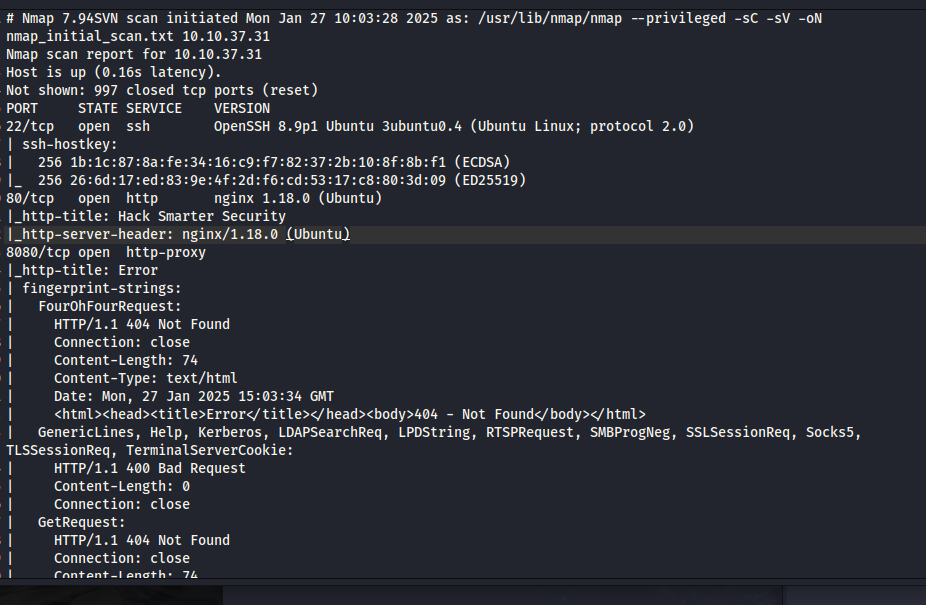 # Nmap 7.94SVN scan initiated Mon Jan 27 10:03:28 2025 as: /usr/lib/nmap/nmap --privileged -sC -sV -oN
nmap_initial_scan.txt 10.10.37.31
Nmap scan report for 10.10.37.31
Host is up (0.16s latency).
Not shown: 997 closed tcp ports (reset)
PORT     STATE SERVICE    VERSION
22/tcp   open  ssh        OpenSSH 8.9p1 Ubuntu 3ubuntu0.4 (Ubuntu Linux; protocol 2.0)
| ssh-hostkey:
|   256 1b:1c:87:8a:fe:34:16:c9:f7:82:37:2b:10:8f:8b:f1 (ECDSA)
|_  256 26:6d:17:ed:83:9e:4f:2d:f6:cd:53:17:c8:80:3d:09 (ED25519)
80/tcp   open  http       nginx 1.18.0 (Ubuntu)
|_http-title: Hack Smarter Security
|_http-server-header: nginx/1.18.0 (Ubuntu)
8080/tcp open  http-proxy
|_http-title: Error
| fingerprint-strings:
|   FourOhFourRequest:
|     HTTP/1.1 404 Not Found
|     Connection: close
|     Content-Length: 74
|     Content-Type: text/html
|     Date: Mon, 27 Jan 2025 15:03:34 GMT
|     <html><head><title>Error</title></head><body>404 - Not Found</body></html>
|   GenericLines, Help, Kerberos, LDAPSearchReq, LPDString, RTSPRequest, SMBProgNeg, SSLSessionReq, Socks5,
TLSSessionReq, TerminalServerCookie:
|     HTTP/1.1 400 Bad Request
|     Content-Length: 0
|     Connection: close
|   GetRequest:
|     HTTP/1.1 404 Not Found
|     Connection: close
|     Content-Length: 74